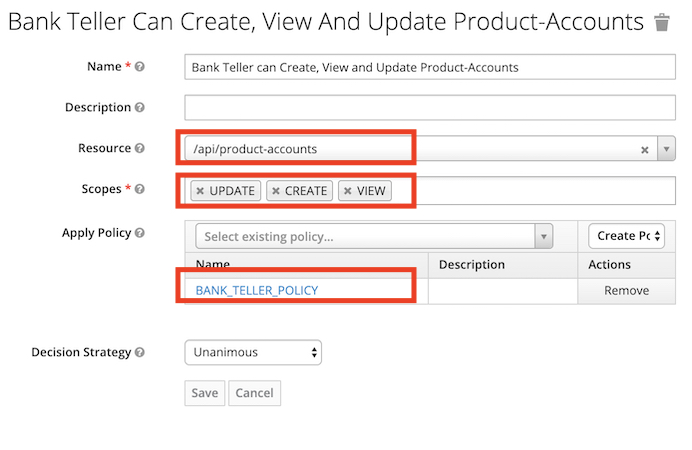 Bank Teller Can Create, View And Update Product-Accounts
Name *
Bank Teller can Create, View and Update Product-Accounts
Description
Resource
/api/product-accounts
Scopes *
UPDATE CREATE VIEW
Apply Policy
Select existing policy...
Create Po
Name Description Actions
BANK_TELLER_POLICY Remove
Decision Strategy
Unanimous
Save Cancel